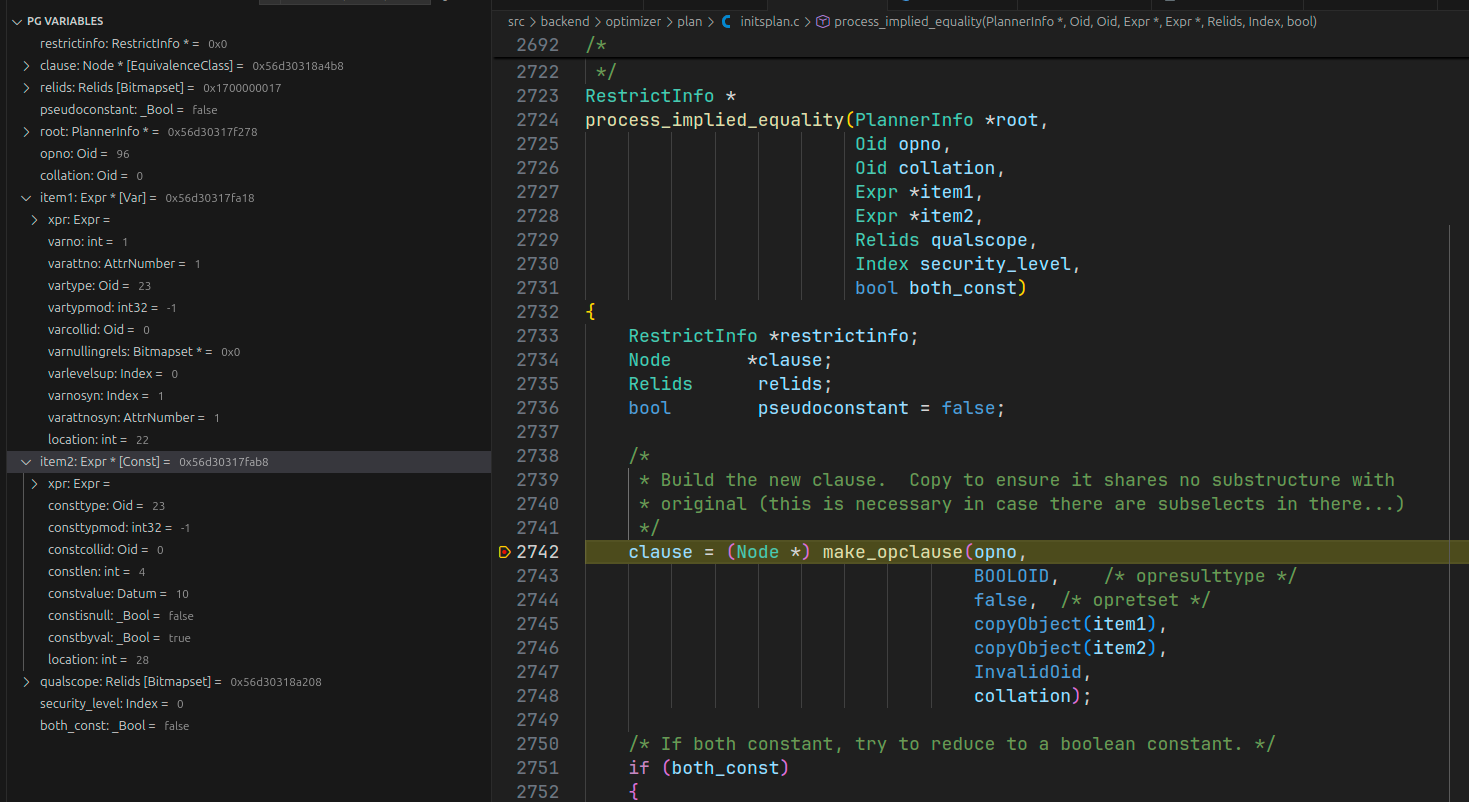 PG VARIABLES
restrictinfo: RestrictInfo * = 0x0
clause: Node * [EquivalenceClass] = 0x56d30318a4b8
relids: Relids [Bitmapset] = 0x1700000017
pseudoconstant: _Bool = false
root: PlannerInfo * = 0x56d30317f278
opno: Oid = 96
collation: Oid = 0
item1: Expr * [Var] = 0x56d30317fa18
xpr: Expr =
varno: int = 1
varattno: AttrNumber = 1
vartype: Oid = 23
vartypmod: int32 = -1
varcollid: Oid = 0
varnullingrels: Bitmapset * = 0x0
varlevelsup: Index = 0
varnosyn: Index = 1
varattnosyn: AttrNumber = 1
location: int = 22
item2: Expr * [Const] = 0x56d30317fab8
xpr: Expr =
consttype: Oid = 23
consttypmod: int32 = -1
constcollid: Oid = 0
constlen: int = 4
constvalue: Datum = 10
constisnull: _Bool = false
constbyval: _Bool = true
location: int = 28
qualscope: Relids [Bitmapset] = 0x56d30318a208
security_level: Index = 0
both_const: _Bool = false
src > backend > optimizer > plan > C initsplan.c > process_implied_equality(PlannerInfo *, Oid, Oid, Expr *, Expr *, Relids, Index, bool)
2692 /*
2722 */
2723 RestrictInfo *
2724 process_implied_equality(PlannerInfo *root,
2725 Oid opno,
2726 Oid collation,
2727 Expr *item1,
2728 Expr *item2,
2729 Relids qualscope,
2730 Index security_level,
2731 bool both_const)
2732 {
2733 RestrictInfo *restrictinfo;
2734 Node *clause;
2735 Relids relids;
2736 bool pseudoconstant = false;
2737
2738 /*
2739 * Build the new clause. Copy to ensure it shares no substructure with
2740 * original (this is necessary in case there are subselects in there...)
2741 */
2742 clause = (Node *) make_opclause(opno,
2743 BOOLOID, /* opresulttype */
2744 false, /* opretset */
2745 copyObject(item1),
2746 copyObject(item2),
2747 InvalidOid,
2748 collation);
2749
2750 /* If both constant, try to reduce to a boolean constant. */
2751 if (both_const)
2752 {